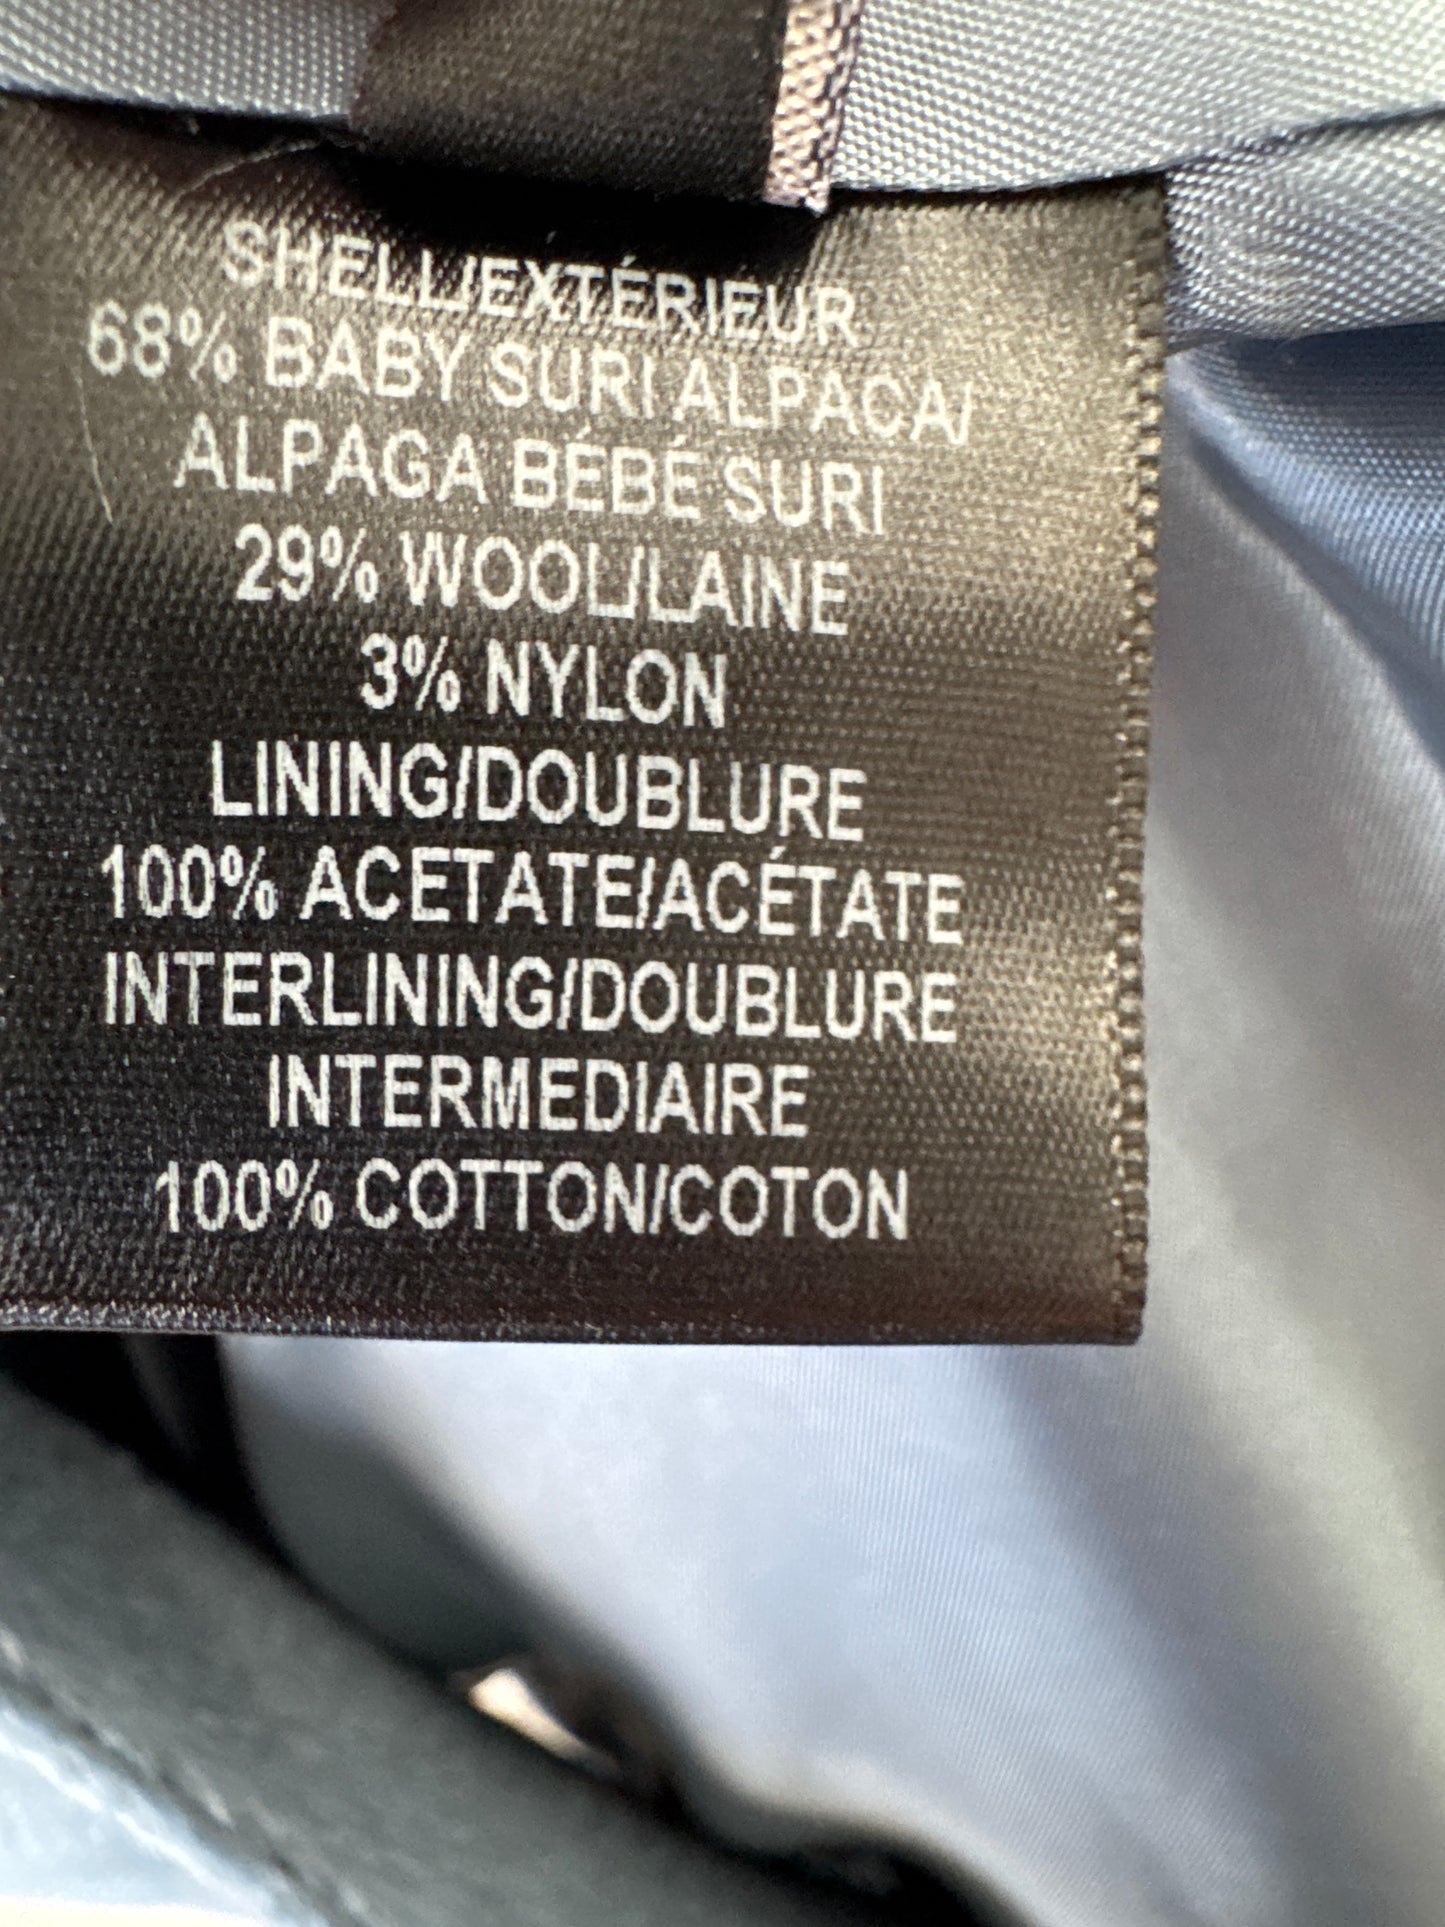 SHELL/EXTÉRIEUR
68% BABY SURI ALPACA/
ALPAGA BÉBÉ SURI
29% WOOL/LAINE
3% NYLON
LINING/DOUBLURE
100% ACETATE/ACÉTATE
INTERLINING/DOUBLURE
INTERMEDIAIRE
100% COTTON/COTON